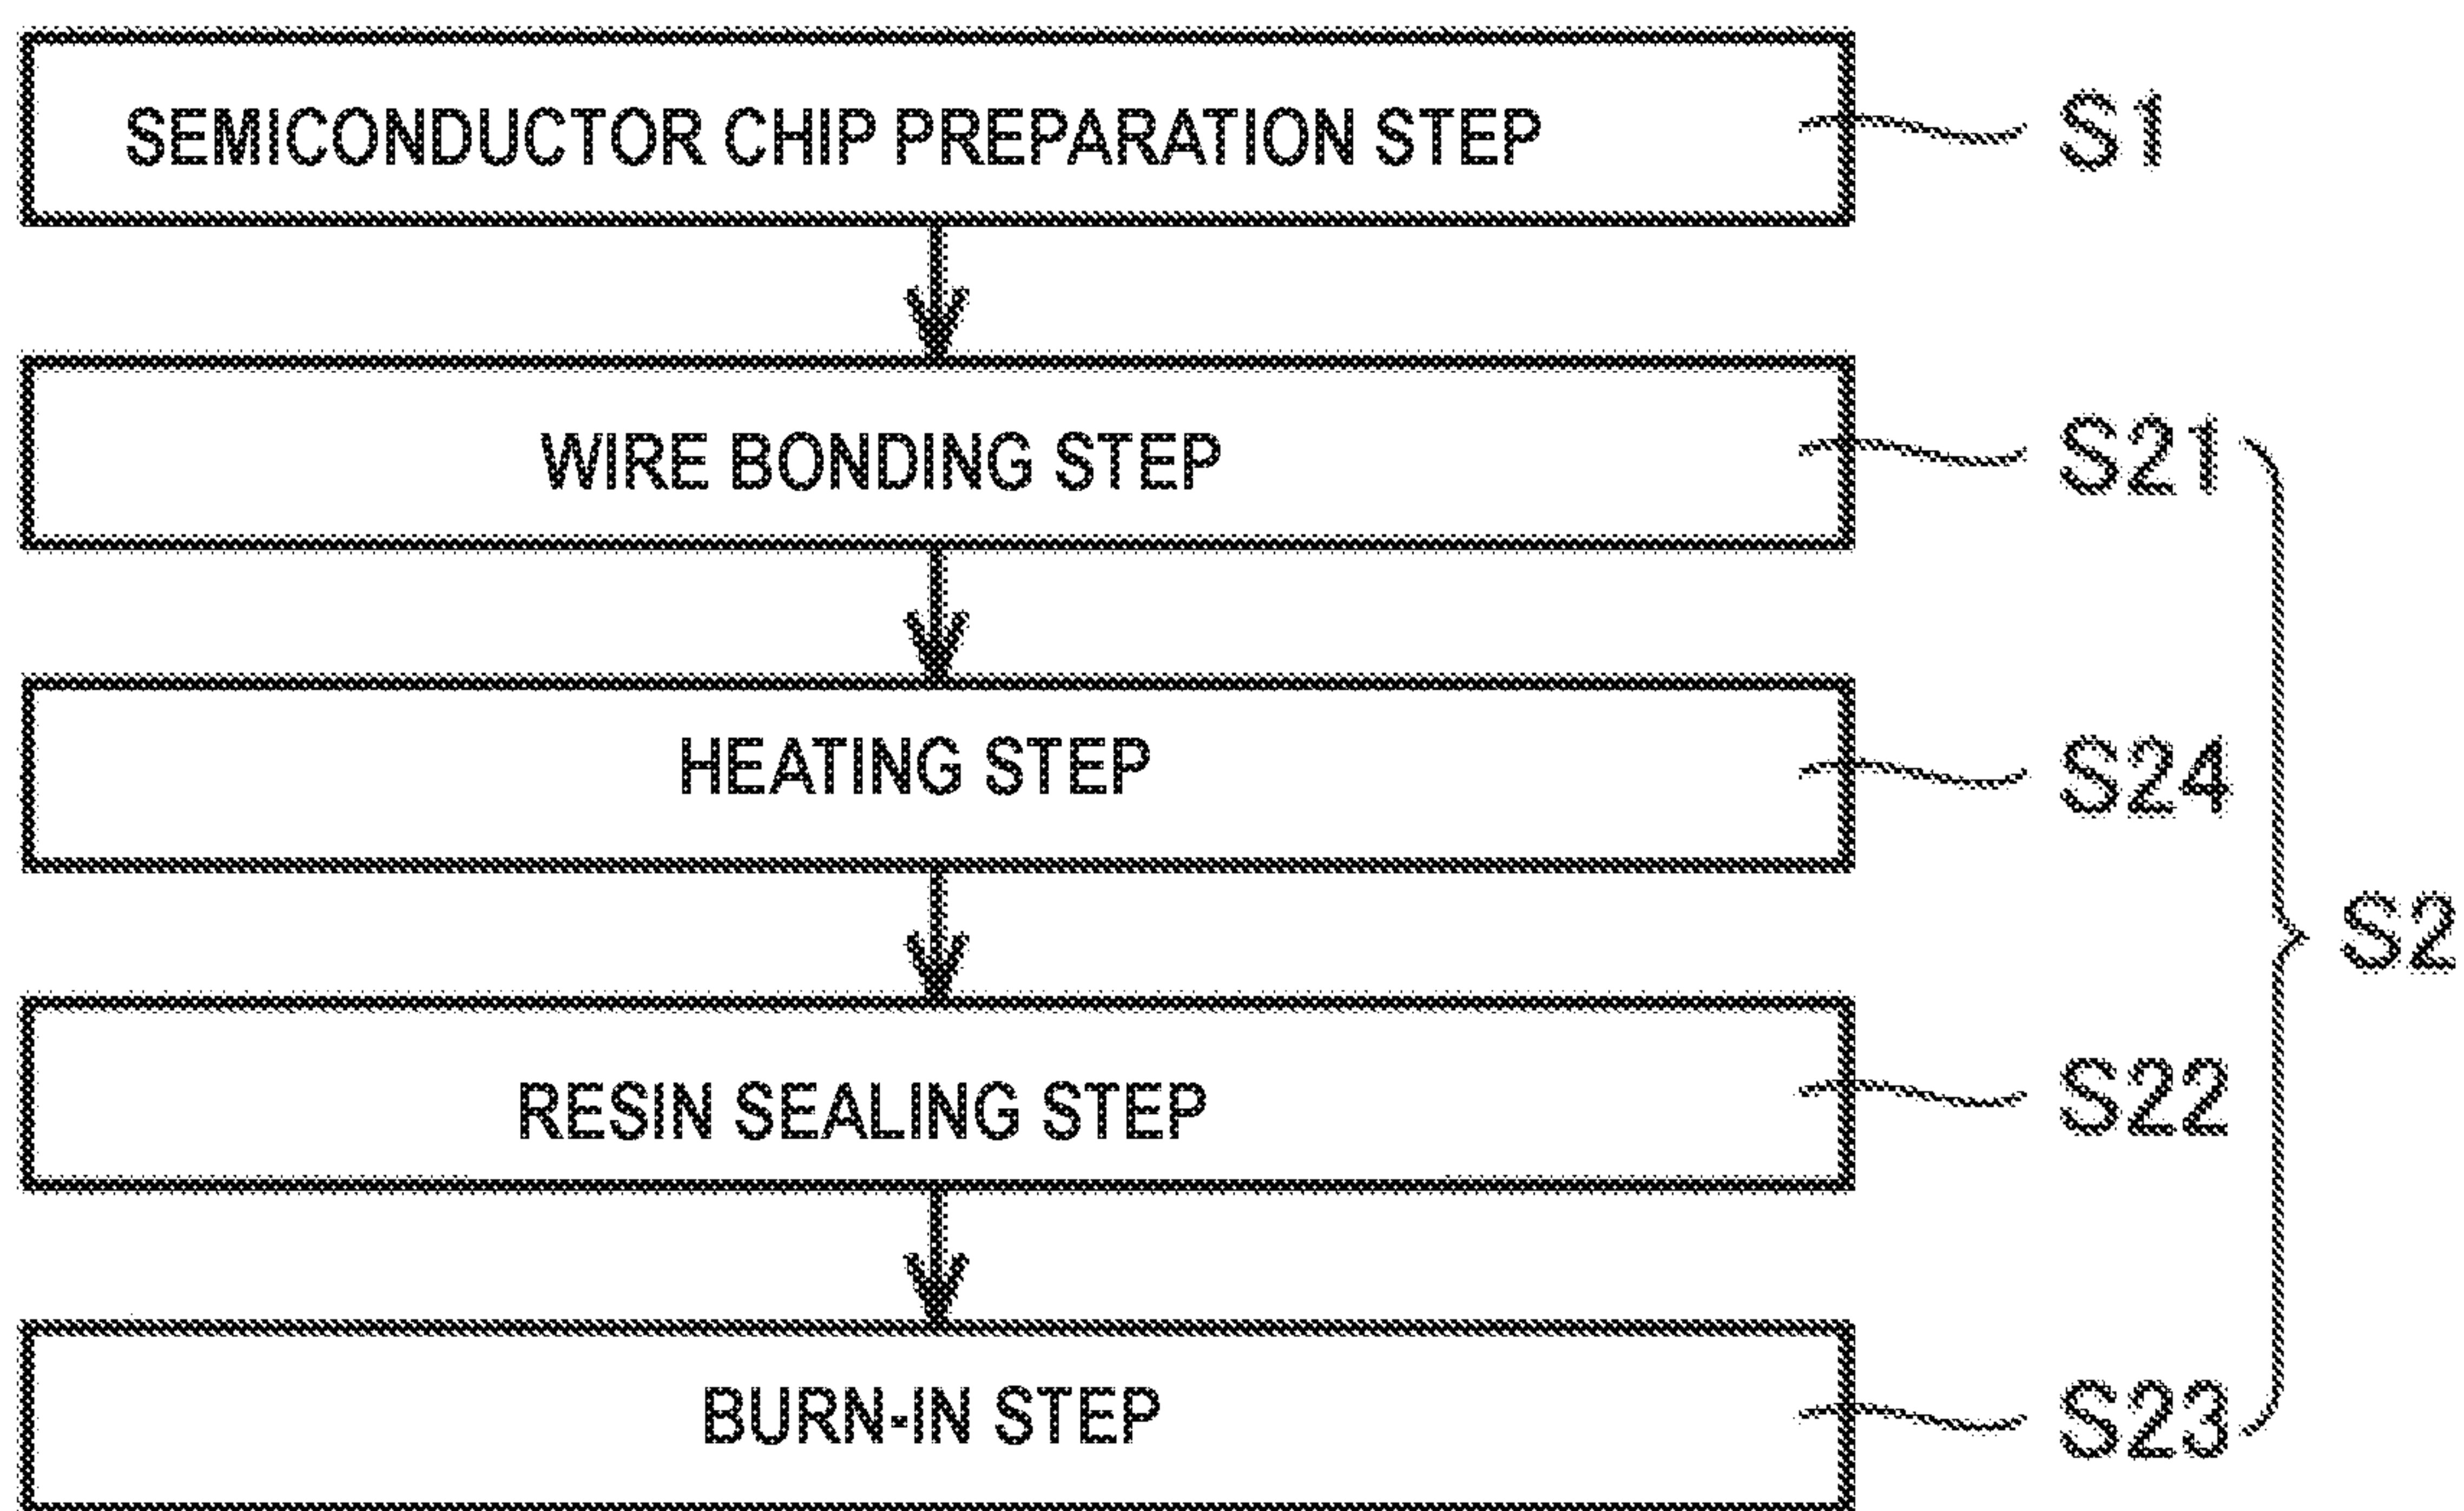 SEMICONDUCTOR CHIP PREPARATION STEP S1
WIRE BONDING STEP S21
HEATING STEP S24
S2
RESIN SEALING STEP S22
BURN-IN STEP S23